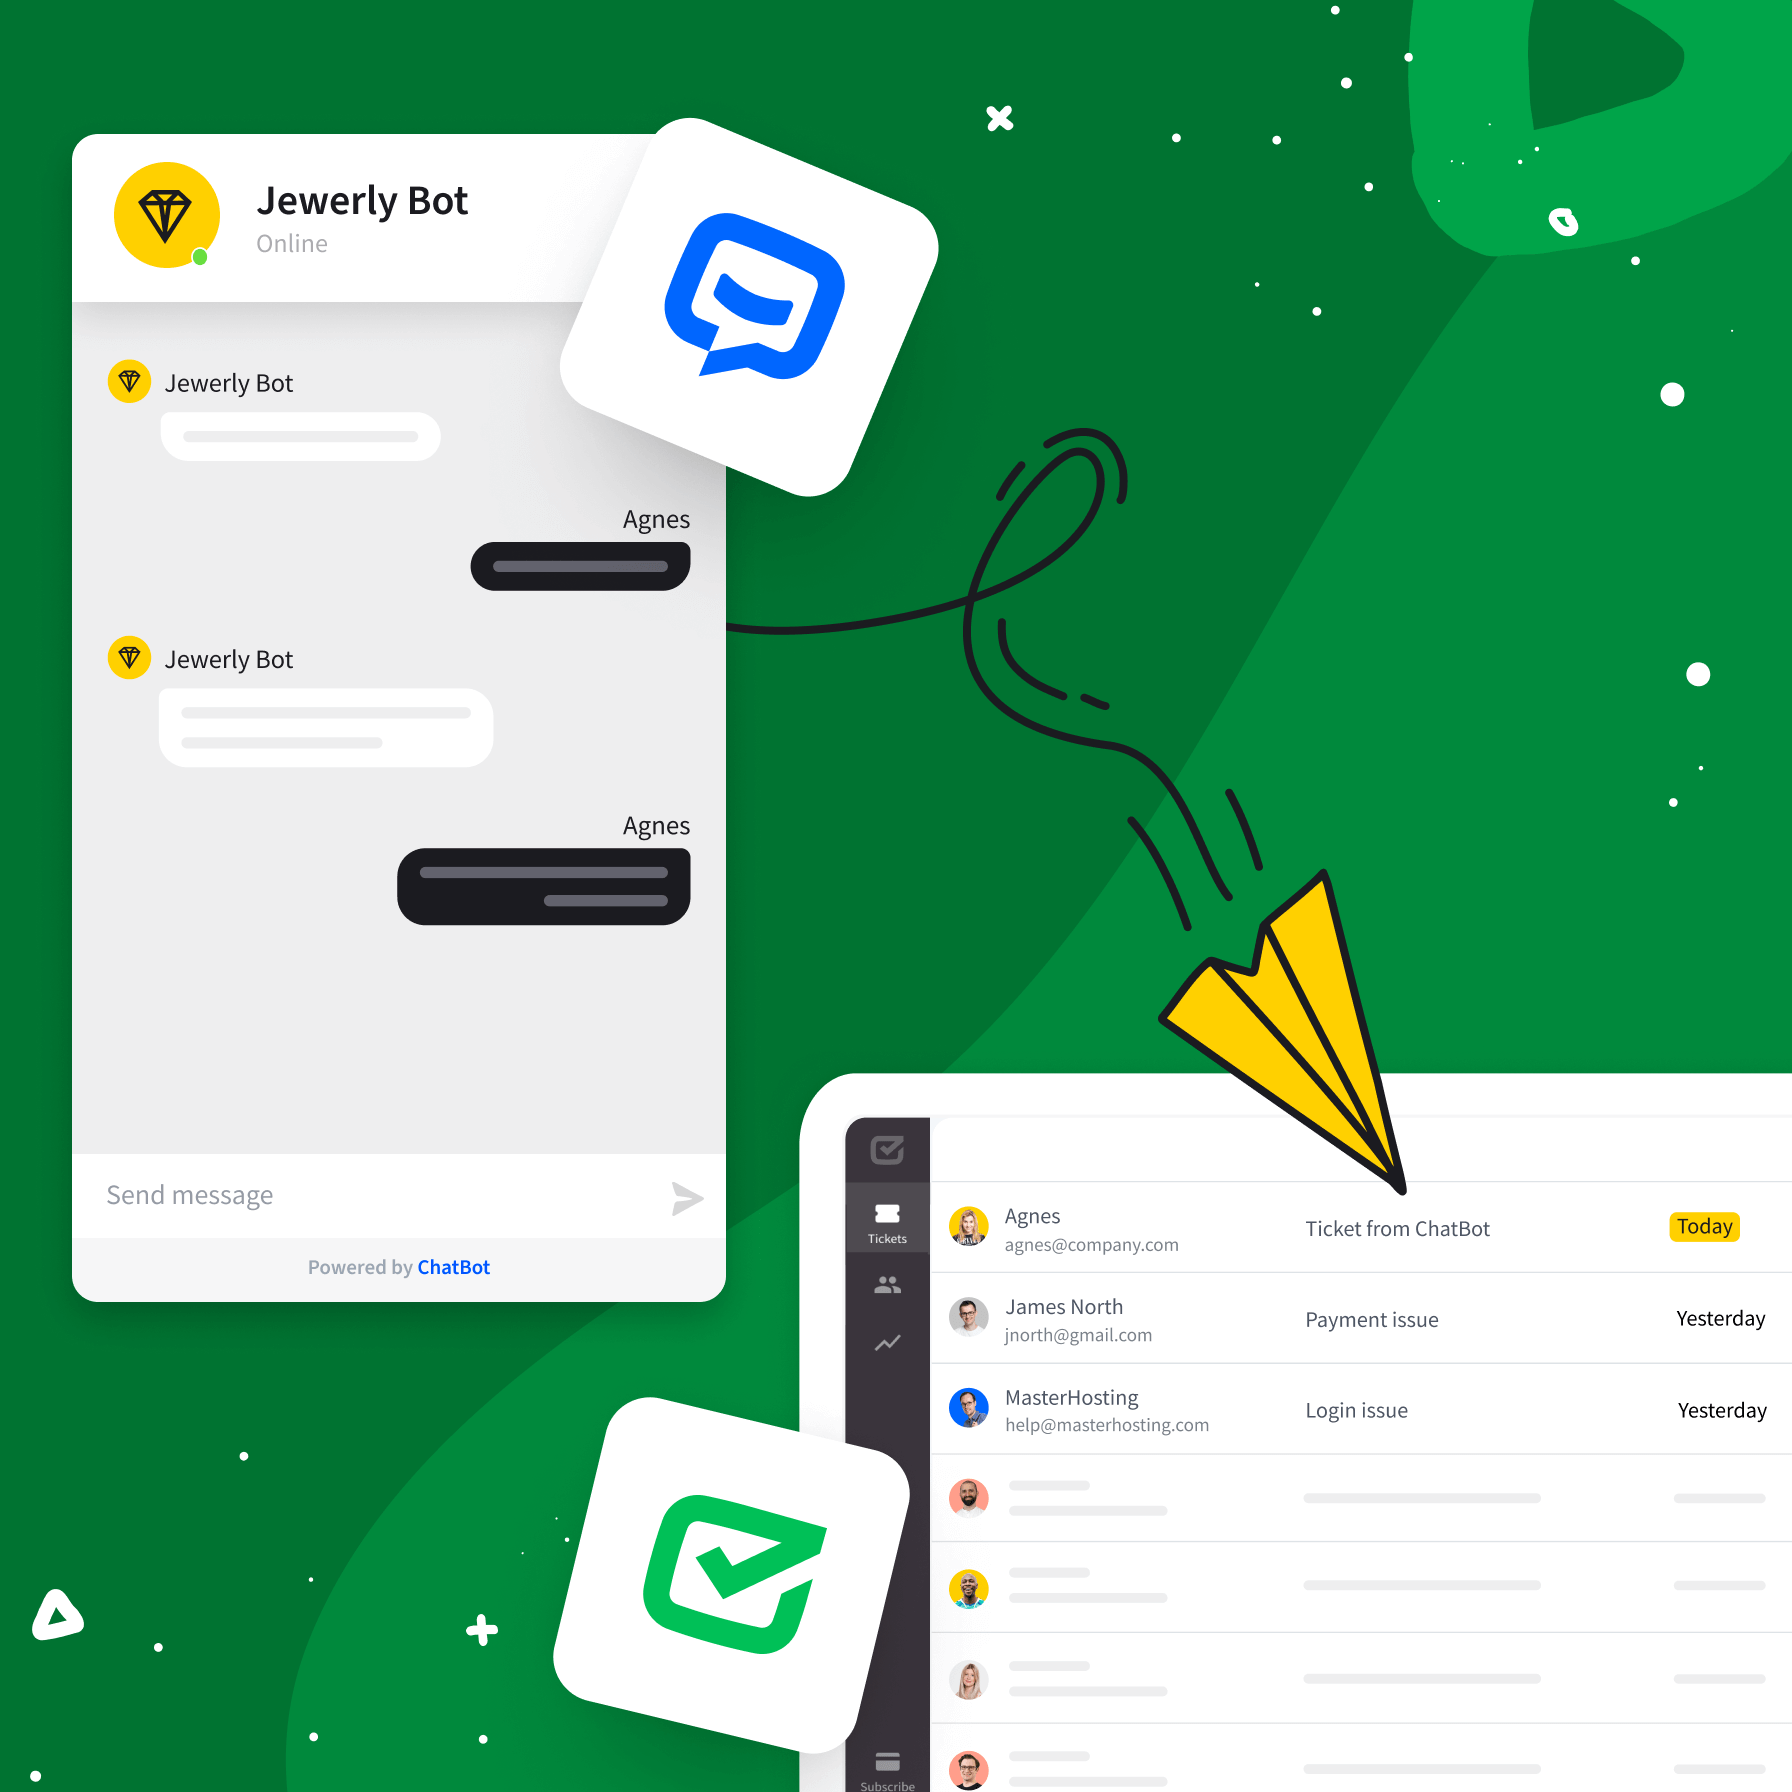 Jewerly Bot
Online
Jewerly Bot
Agnes
Jewerly Bot
Agnes
Send message
Powered by ChatBot
Tickets
Agnes
agnes@company.com
Ticket from ChatBot
Today
James North
jnorth@gmail.com
Payment issue
Yesterday
MasterHosting
help@masterhosting.com
Login issue
Yesterday
Subscribe